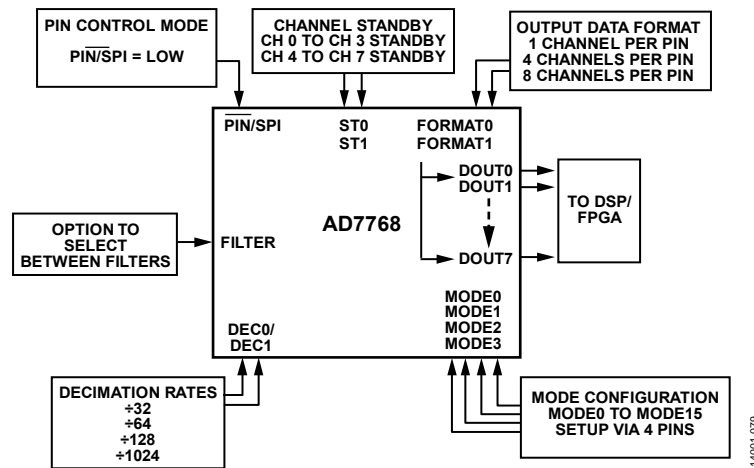 PIN CONTROL MODE
PIN/SPI = LOW
CHANNEL STANDBY
CH 0 TO CH 3 STANDBY
CH 4 TO CH 7 STANDBY
OUTPUT DATA FORMAT
1 CHANNEL PER PIN
4 CHANNELS PER PIN
8 CHANNELS PER PIN
PIN/SPI
ST0
ST1
FORMAT0
FORMAT1
DOUT0
DOUT1
DOUT7
TO DSP/
FPGA
AD7768
OPTION TO
SELECT
BETWEEN FILTERS
FILTER
DEC0/
DEC1
MODE0
MODE1
MODE2
MODE3
DECIMATION RATES
÷32
÷64
÷128
÷1024
MODE CONFIGURATION
MODE0 TO MODE15
SETUP VIA 4 PINS